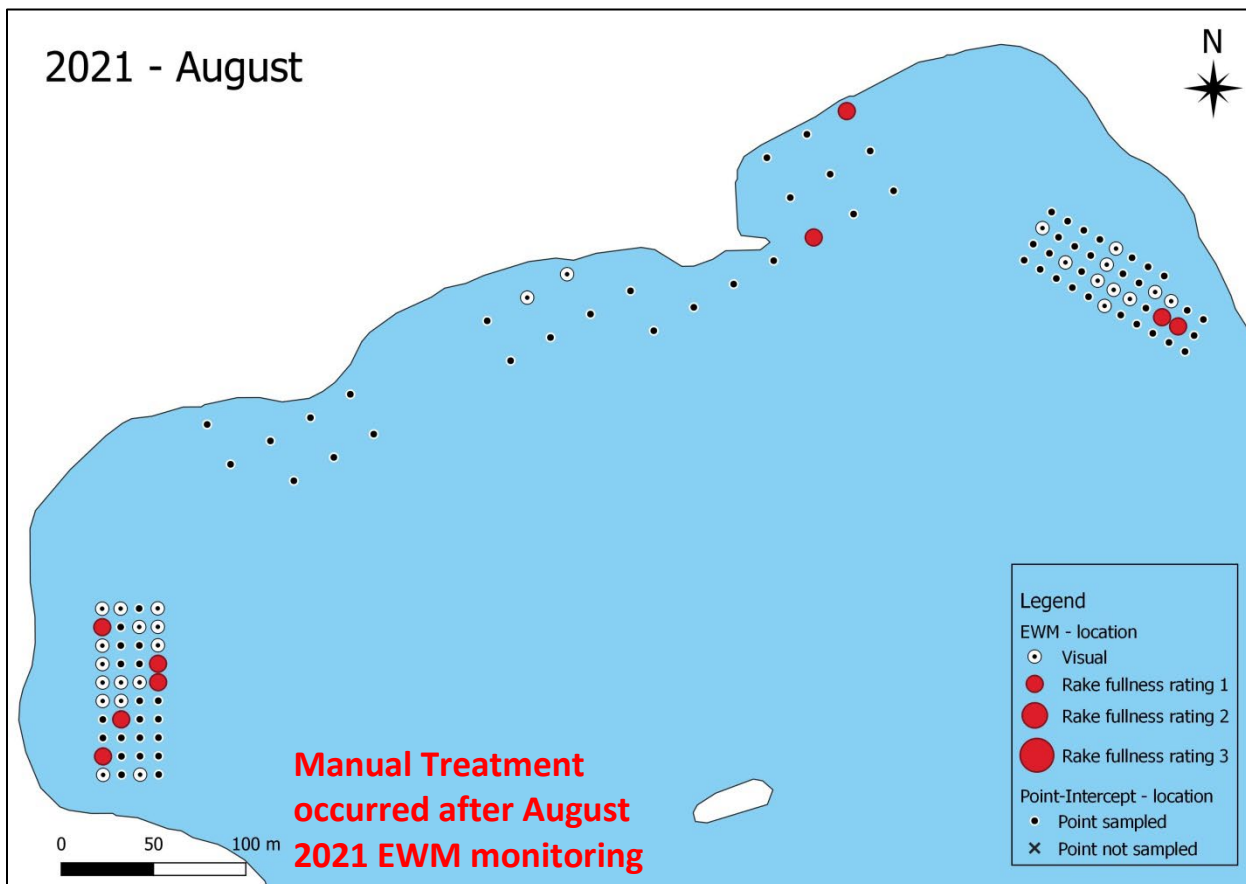 2021 - August
N
Legend
EWM - location
Visual
Rake fullness rating 1
Rake fullness rating 2
Rake fullness rating 3
Point-Intercept - location
Point sampled
Point not sampled
Manual Treatment
occurred after August
2021 EWM monitoring
0 50 100 m